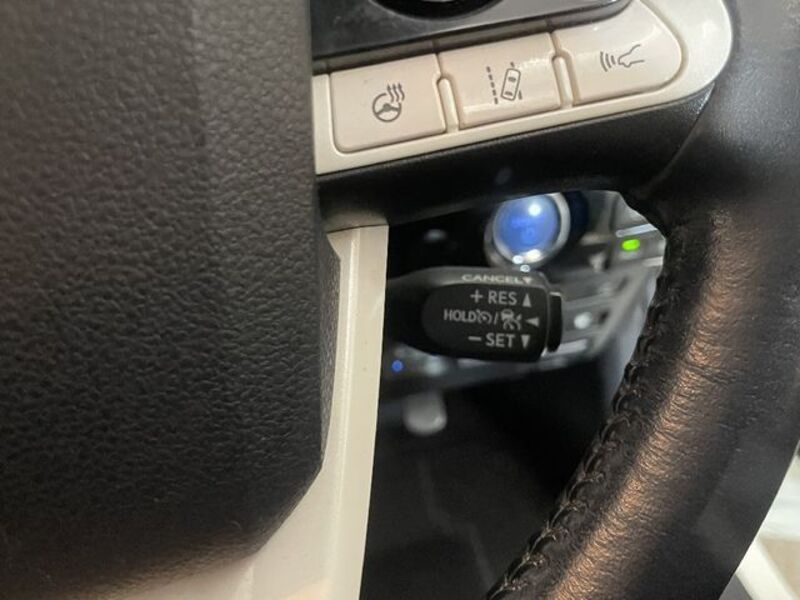 CANCEL▼
+ RES ▲
HOLD / ◄
− SET ▼